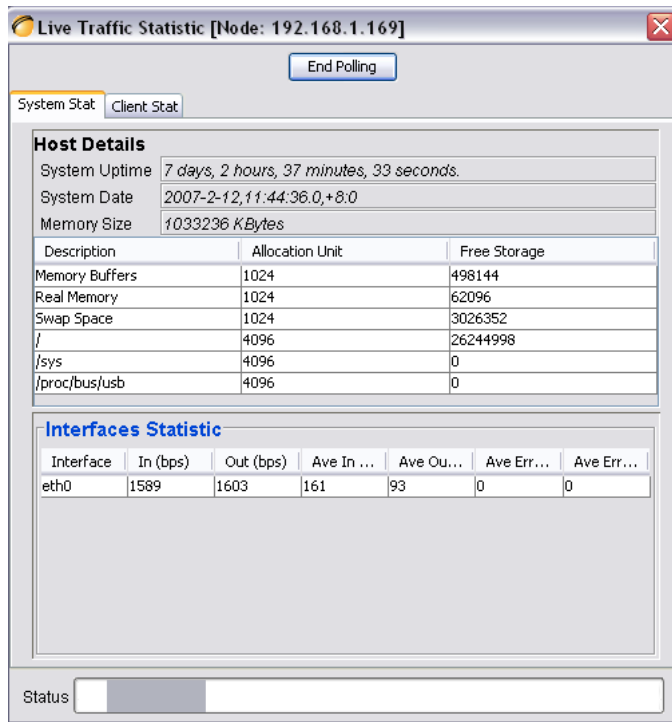 Live Traffic Statistic [Node: 192.168.1.169]
End Polling
System Stat Client Stat
Host Details
System Uptime 7 days, 2 hours, 37 minutes, 33 seconds.
System Date 2007-2-12,11:44:36.0,+8:0
Memory Size 1033236 KBytes
Description Allocation Unit Free Storage
Memory Buffers 1024 498144
Real Memory 1024 62096
Swap Space 1024 3026352
/ 4096 26244998
/sys 4096 0
/proc/bus/usb 4096 0
Interfaces Statistic
Interface In (bps) Out (bps) Ave In ... Ave Ou... Ave Err... Ave Err...
eth0 1589 1603 161 93 0 0
Status